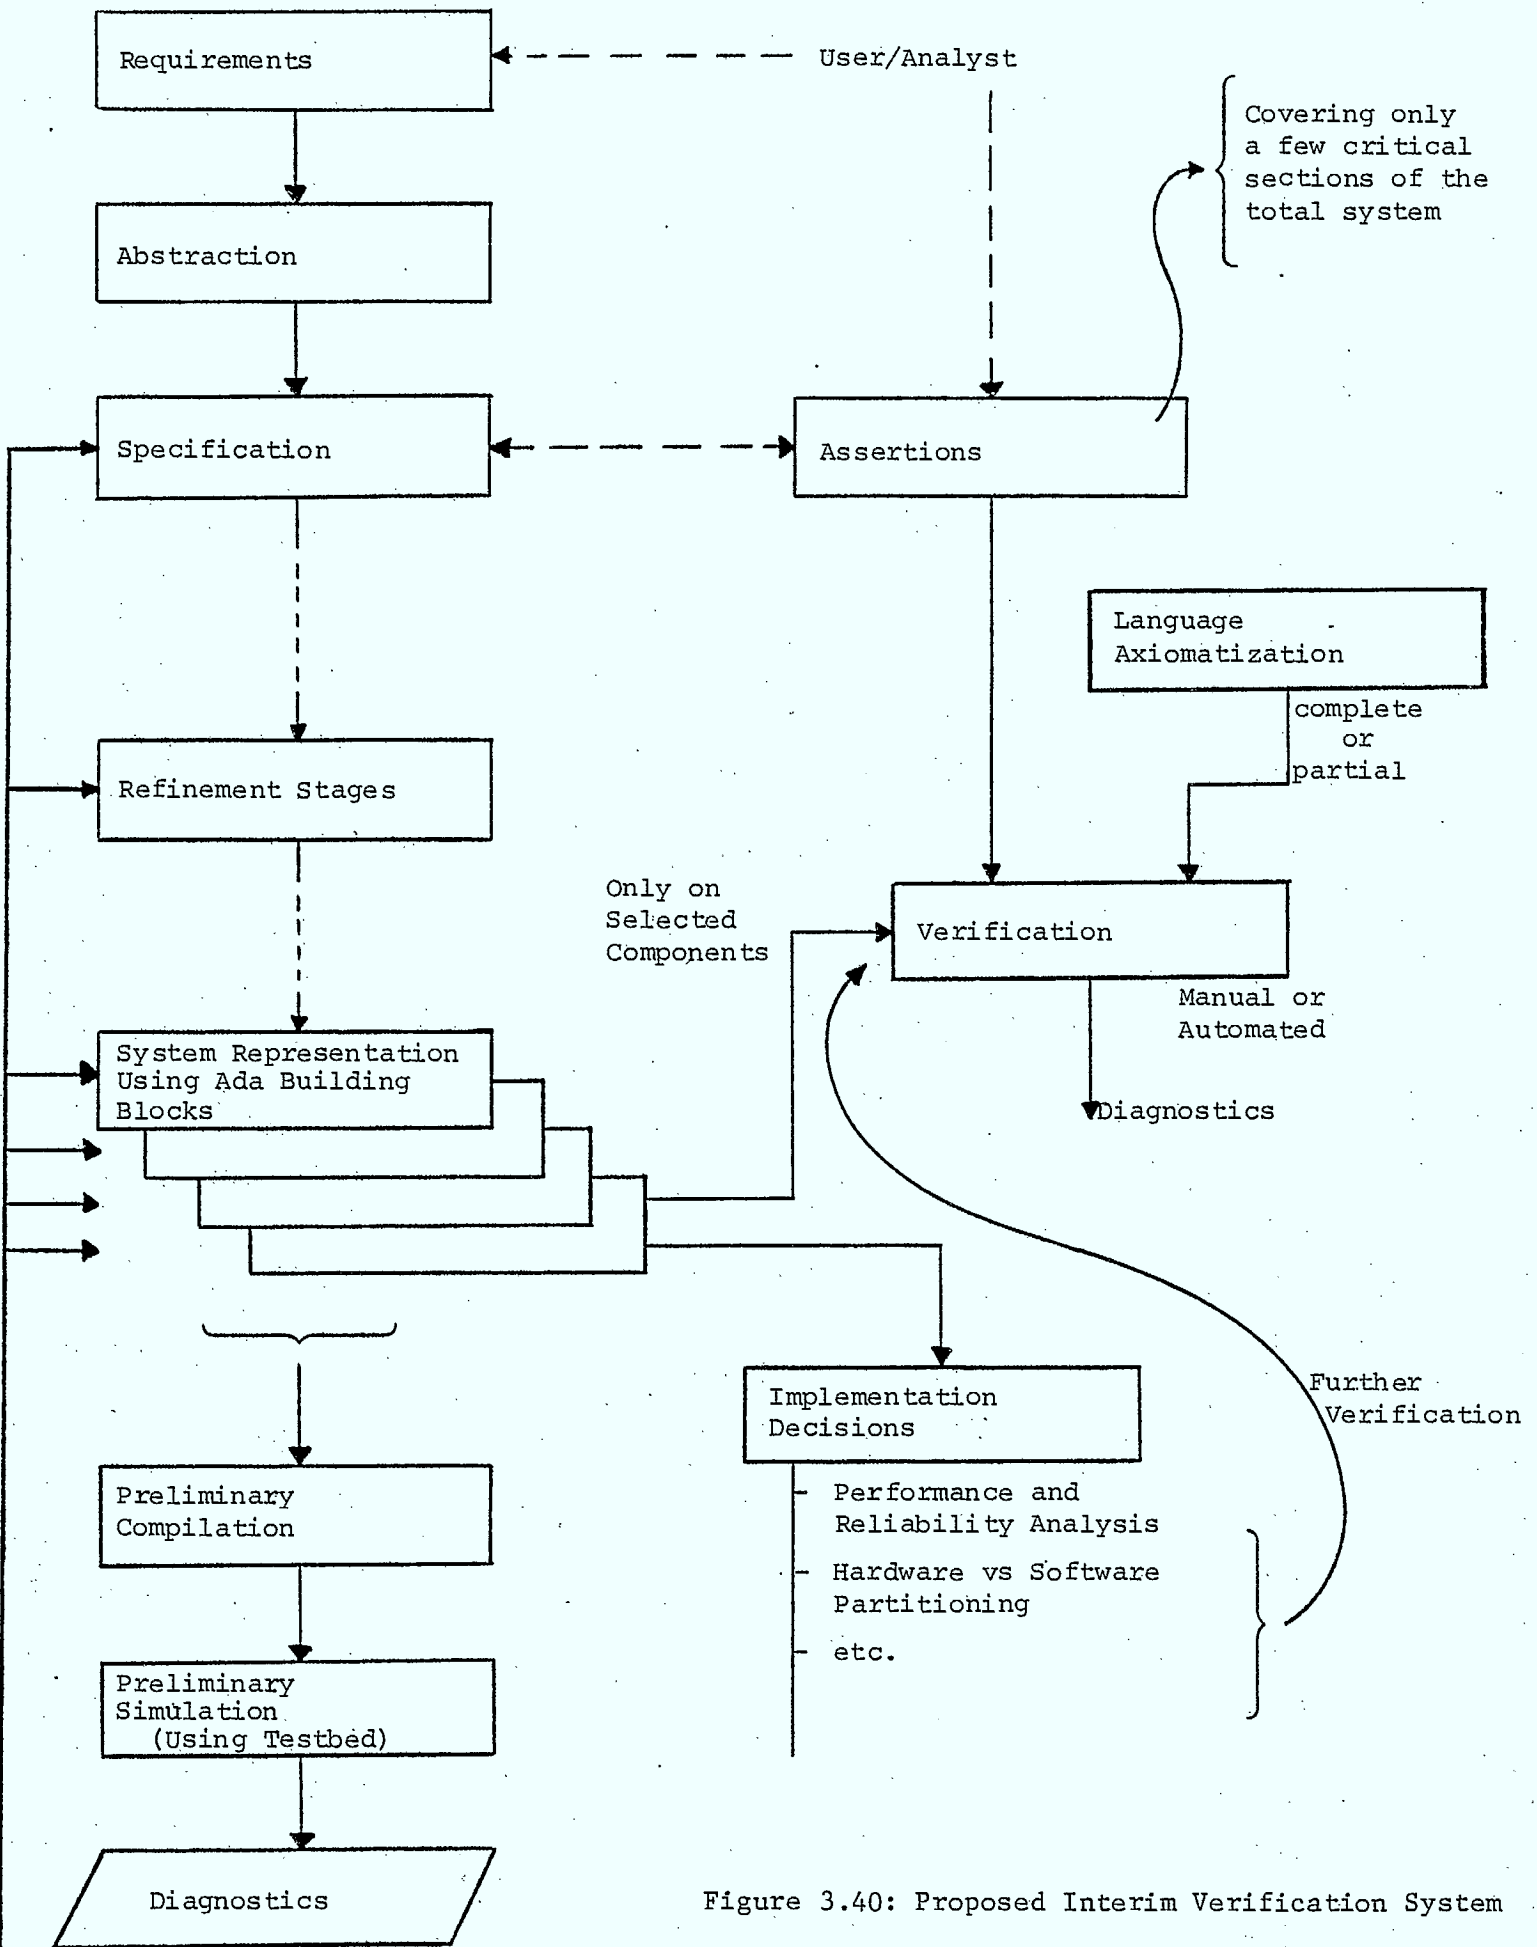 Requirements
User/Analyst
Covering only
a few critical
sections of the
total system
Abstraction
Specification
Assertions
Language
Axiomatization
complete
or
partial
Refinement Stages
Only on
Selected
Components
Verification
Manual or
Automated
Diagnostics
System Representation
Using Ada Building
Blocks
Implementation
Decisions
Further
Verification
Performance and
Reliability Analysis
Hardware vs Software
Partitioning
etc.
Preliminary
Compilation
Preliminary
Simulation
(Using Testbed)
Diagnostics
Figure 3.40: Proposed Interim Verification System